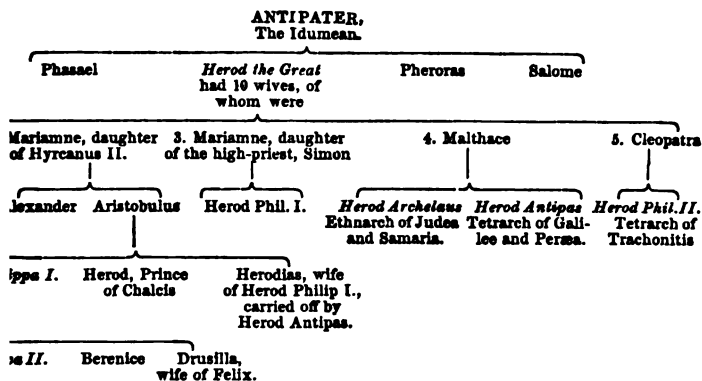 ANTIPATER,
The Idumean.
Phasael Herod the Great Pheroras Salome
had 10 wives, of
whom were
Mariamne, daughter 3. Mariamne, daughter 4. Malthace 5. Cleopatra
of Hyrcanus II. of the high-priest, Simon
lexander Aristobulus Herod Phil. I. Herod Archelaus Herod Antipas Herod Phil. II.
Ethnarch of Judea Tetrarch of Gali- Tetrarch of
and Samaria. lee and Peræa. Trachonitis
ippa I. Herod, Prince Herodias, wife
of Chalcis of Herod Philip I.,
carried off by
Herod Antipas.
II. Berenice Drusilla,
wife of Felix.